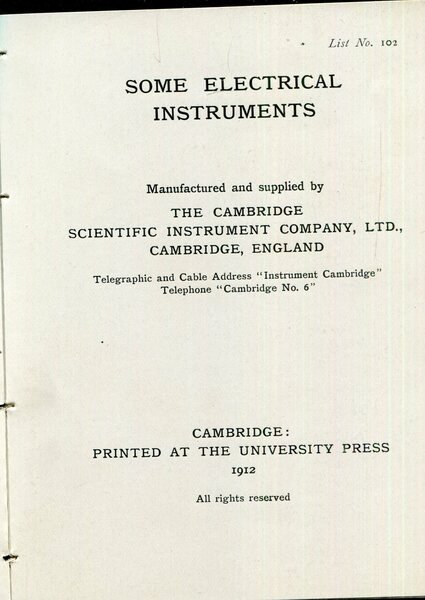 List No. 102
SOME ELECTRICAL
INSTRUMENTS
Manufactured and supplied by
THE CAMBRIDGE
SCIENTIFIC INSTRUMENT COMPANY, LTD.,
CAMBRIDGE, ENGLAND
Telegraphic and Cable Address "Instrument Cambridge"
Telephone "Cambridge No. 6"
CAMBRIDGE:
PRINTED AT THE UNIVERSITY PRESS
1912
All rights reserved